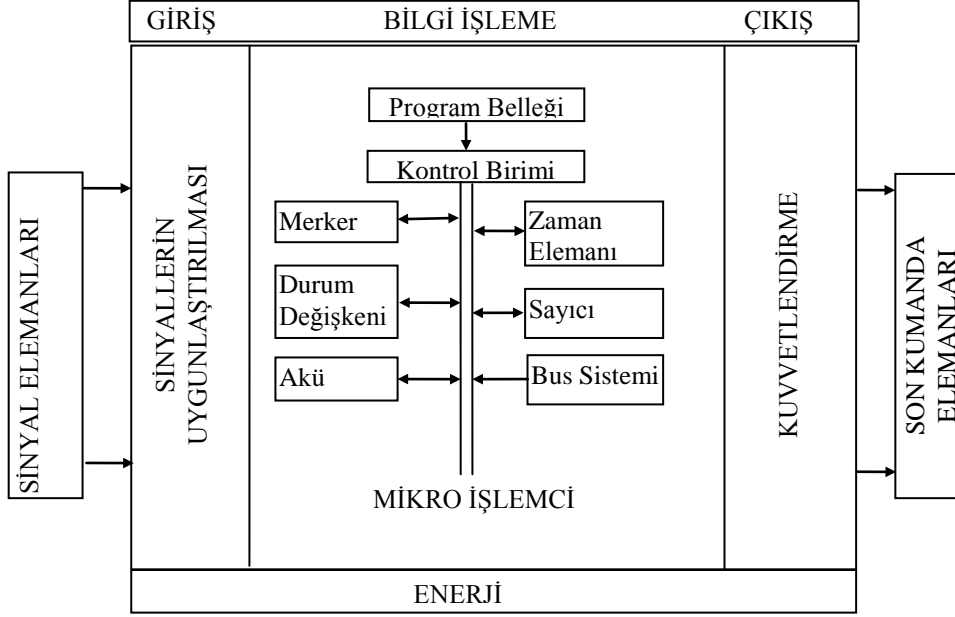 GİRİŞ BİLGİ İŞLEME ÇIKIŞ
SİNYAL ELEMANLARI
SİNYALLERİN
UYGUNLAŞTIRILMASI
Program Belleği
Kontrol Birimi
Merker
Zaman
Elemanı
Durum
Değişkeni
Sayıcı
Akü
Bus Sistemi
MİKRO İŞLEMCİ
KUVVETLENDİRME
SON KUMANDA
ELEMANLARI
ENERJİ